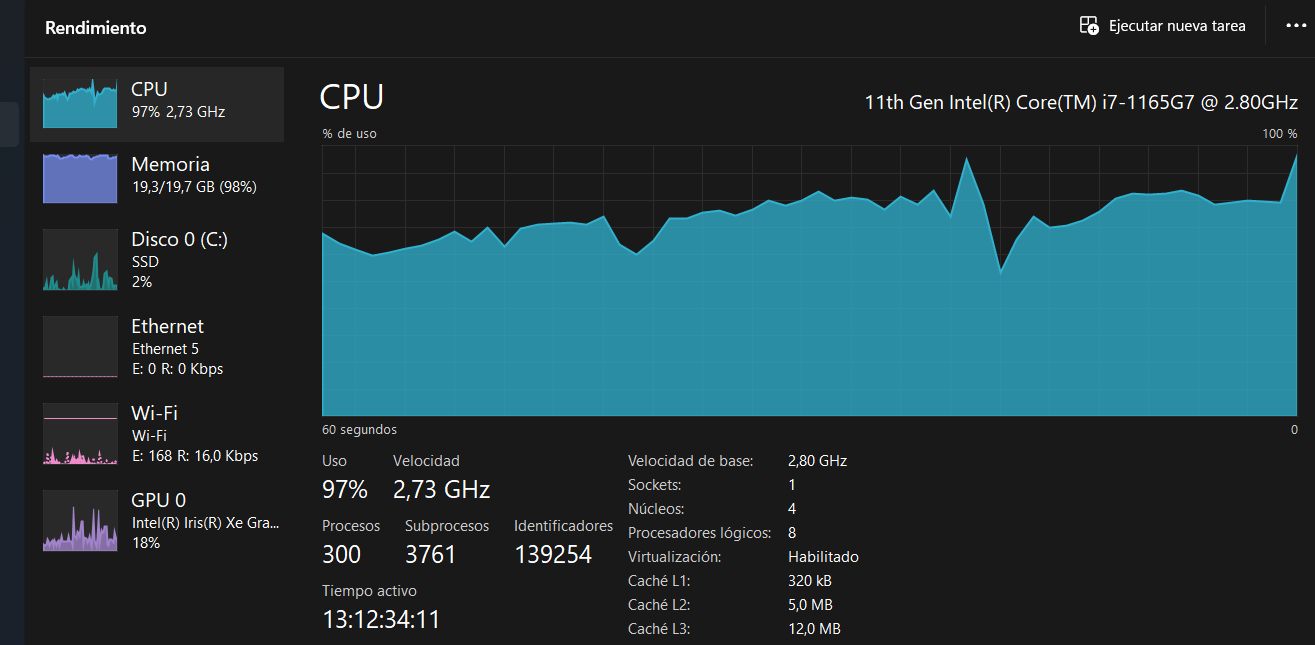 Rendimiento
Ejecutar nueva tarea
CPU
97% 2,73 GHz
Memoria
19,3/19,7 GB (98%)
Disco 0 (C:)
SSD
2%
Ethernet
Ethernet 5
E: 0 R: 0 Kbps
Wi-Fi
Wi-Fi
E: 168 R: 16,0 Kbps
GPU 0
Intel(R) Iris(R) Xe Gra...
18%
CPU
11th Gen Intel(R) Core(TM) i7-1165G7 @ 2.80GHz
% de uso
100 %
60 segundos
0
Uso
Velocidad
97%
2,73 GHz
Procesos
Subprocesos
Identificadores
300
3761
139254
Tiempo activo
13:12:34:11
Velocidad de base: 2,80 GHz
Sockets: 1
Núcleos: 4
Procesadores lógicos: 8
Virtualización: Habilitado
Caché L1: 320 kB
Caché L2: 5,0 MB
Caché L3: 12,0 MB